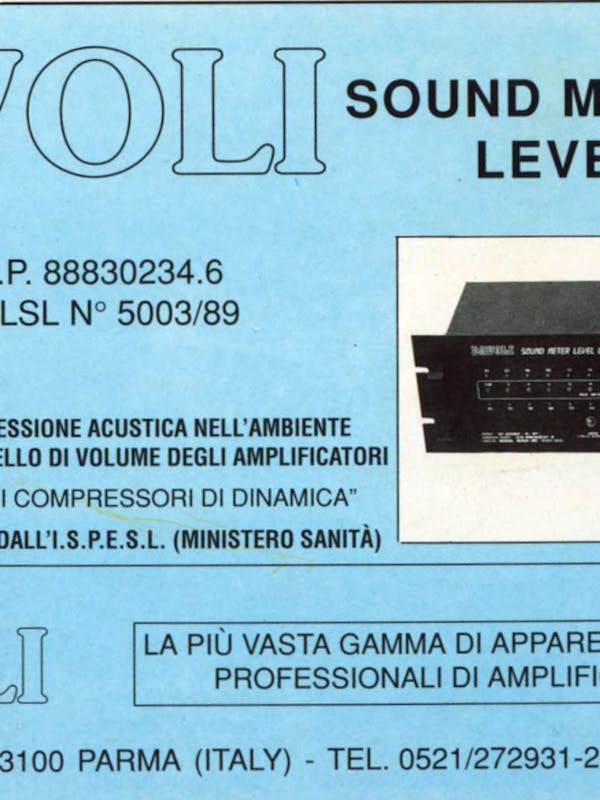 VOLI
SOUND M
LEVE
.P. 88830234.6
LSL N° 5003/89
DAVOLI SOUND METER LEVEL
ESSIONE ACUSTICA NELL'AMBIENTE
ELLO DI VOLUME DEGLI AMPLIFICATORI
I COMPRESSORI DI DINAMICA”
DALL'I.S.P.E.S.L. (MINISTERO SANITÀ)
LI
LA PIÙ VASTA GAMMA DI APPARE
PROFESSIONALI DI AMPLIFI
3100 PARMA (ITALY) - TEL. 0521/272931-2